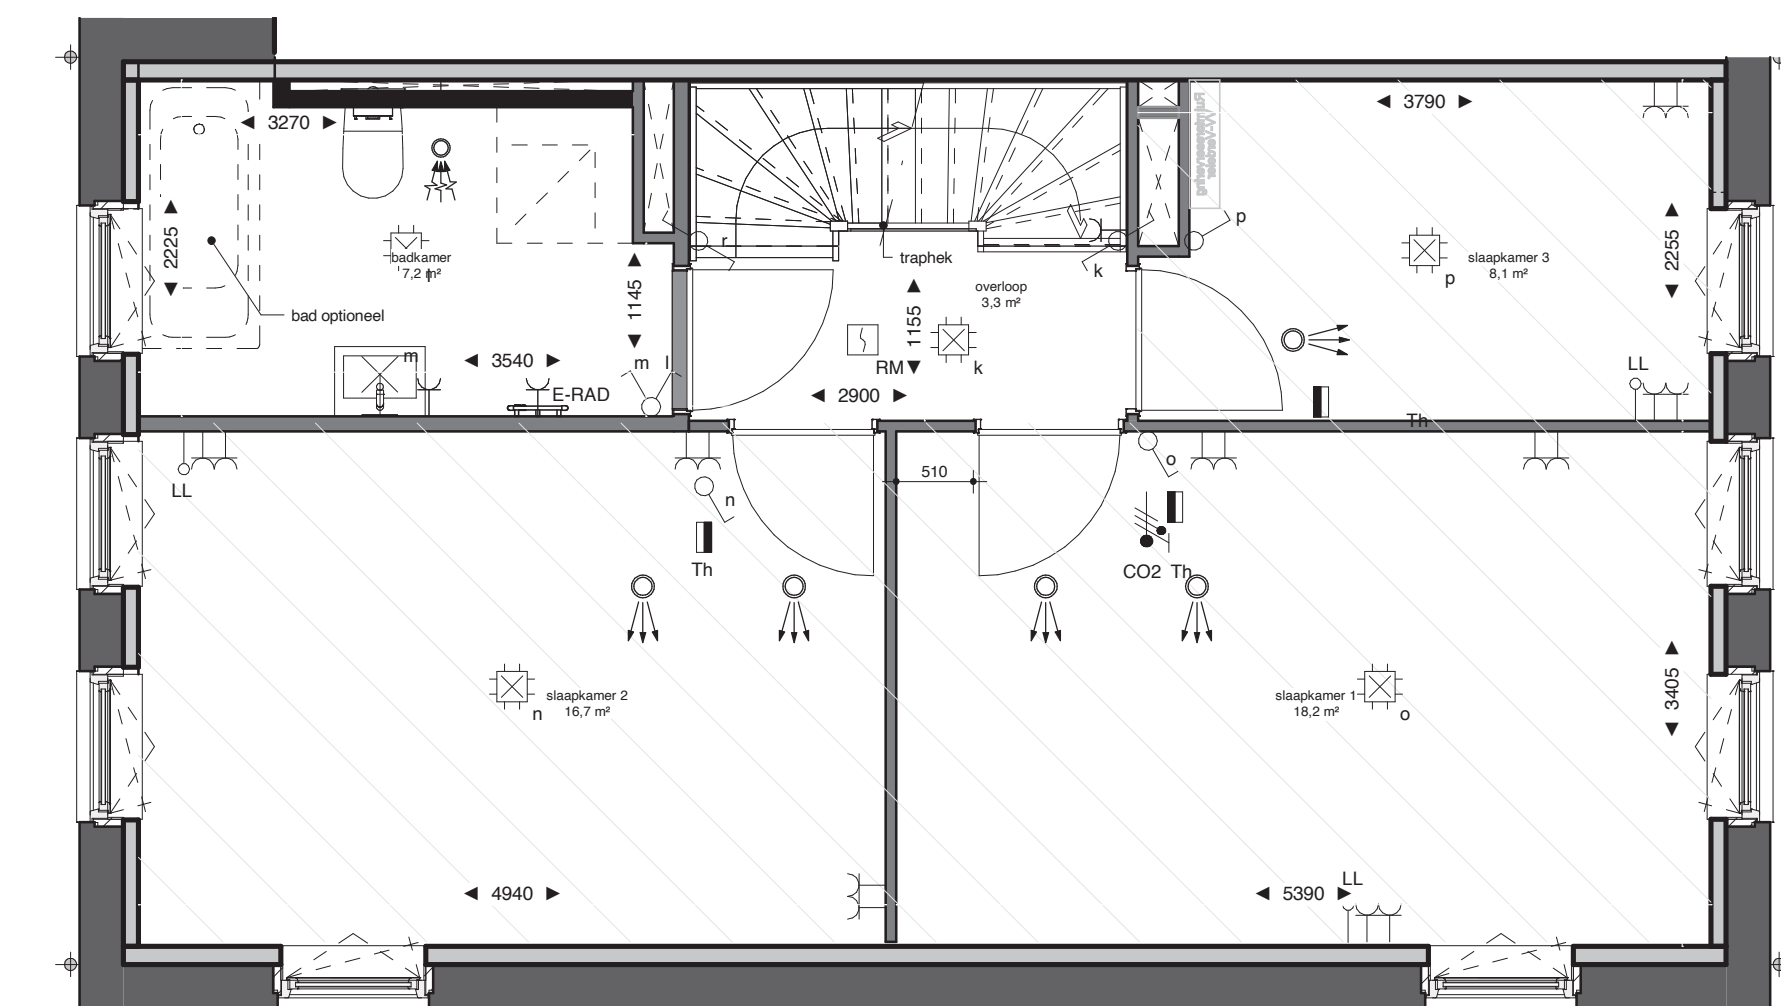 3270
3790
2225
badkamer
7,2 m²
bad optioneel
1145
3540
m
E-RAD
m
l
r
traphek
overloop
3,3 m²
1155
RM
k
k
2900
p
p
slaapkamer 3
8,1 m²
2255
LL
Th
LL
n
Th
510
o
CO2
Th
slaapkamer 2
16,7 m²
n
slaapkamer 1
18,2 m²
o
3405
4940
5390
LL